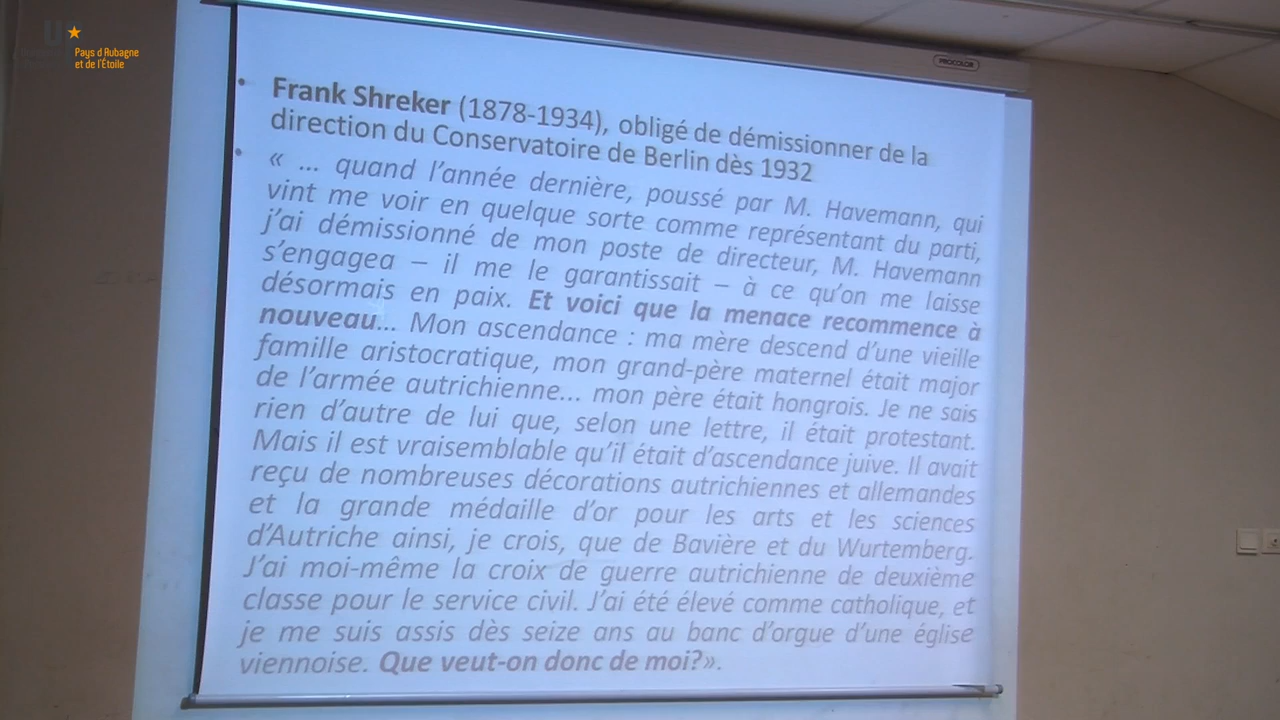 Pays d'Aubagne
et de l'Étoile
PROCOLOR
• Frank Shreker (1878-1934), obligé de démissionner de la
direction du Conservatoire de Berlin dès 1932
• « ... quand l'année dernière, poussé par M. Havemann, qui
vint me voir en quelque sorte comme représentant du parti,
j'ai démissionné de mon poste de directeur, M. Havemann
s'engagea – il me le garantissait – à ce qu'on me laisse
désormais en paix. Et voici que la menace recommence à
nouveau... Mon ascendance : ma mère descend d'une vieille
famille aristocratique, mon grand-père maternel était major
de l'armée autrichienne... mon père était hongrois. Je ne sais
rien d'autre de lui que, selon une lettre, il était protestant.
Mais il est vraisemblable qu'il était d'ascendance juive. Il avait
reçu de nombreuses décorations autrichiennes et allemandes
et la grande médaille d'or pour les arts et les sciences
d'Autriche ainsi, je crois, que de Bavière et du Wurtemberg.
J'ai moi-même la croix de guerre autrichienne de deuxième
classe pour le service civil. J'ai été élevé comme catholique, et
je me suis assis dès seize ans au banc d'orgue d'une église
viennoise. Que veut-on donc de moi?».